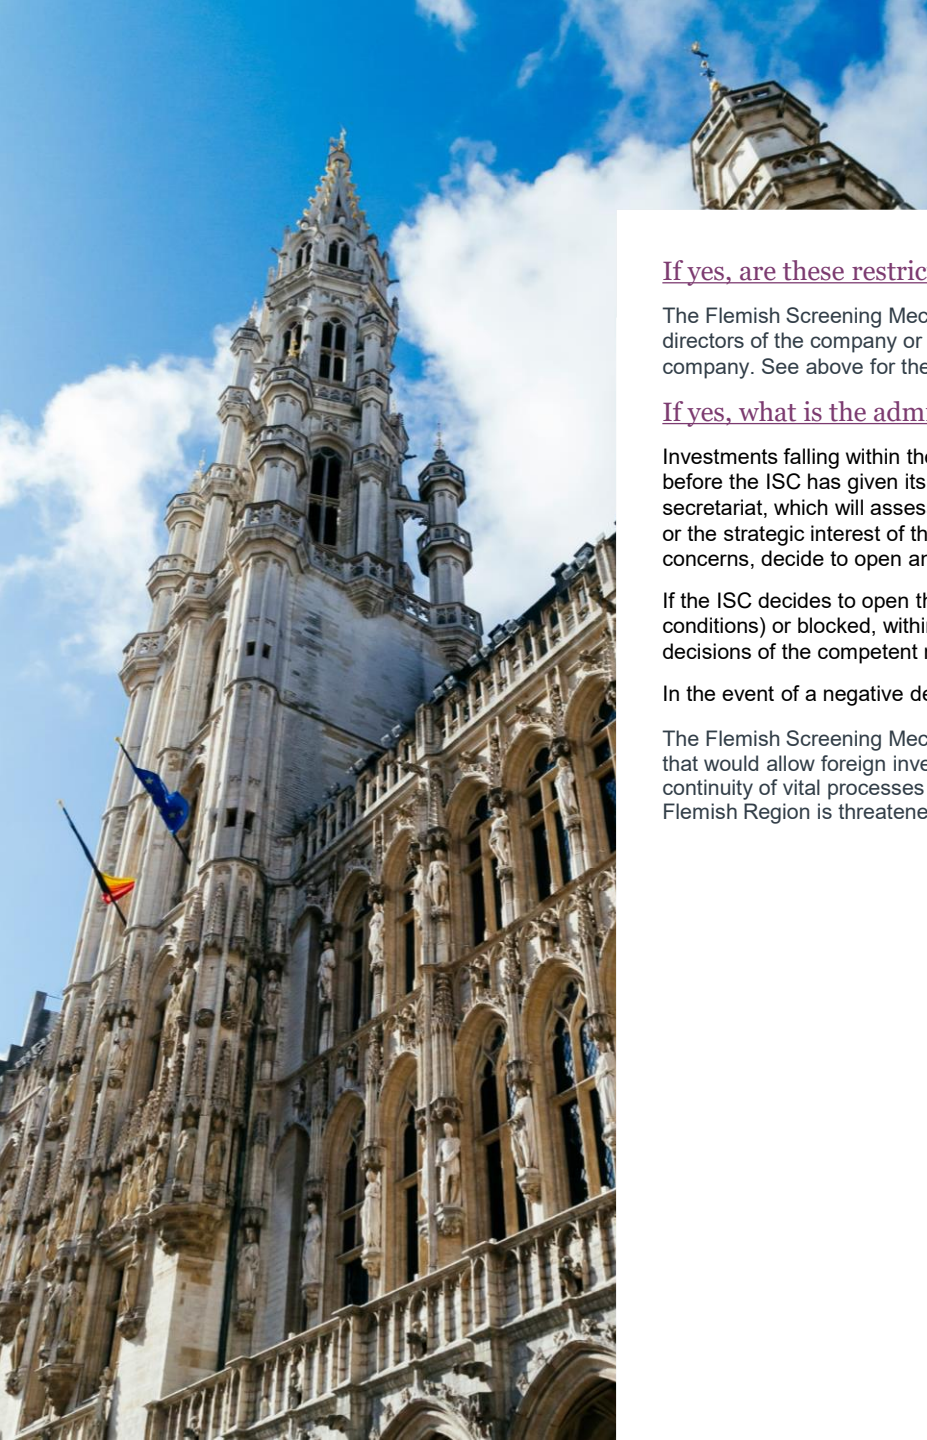 If yes, are these restric
The Flemish Screening Mec
directors of the company or
company. See above for the
If yes, what is the admi
Investments falling within the
before the ISC has given its
secretariat, which will asses
or the strategic interest of th
concerns, decide to open an
If the ISC decides to open th
conditions) or blocked, withi
decisions of the competent
In the event of a negative de
The Flemish Screening Mec
that would allow foreign inve
continuity of vital processes
Flemish Region is threatene